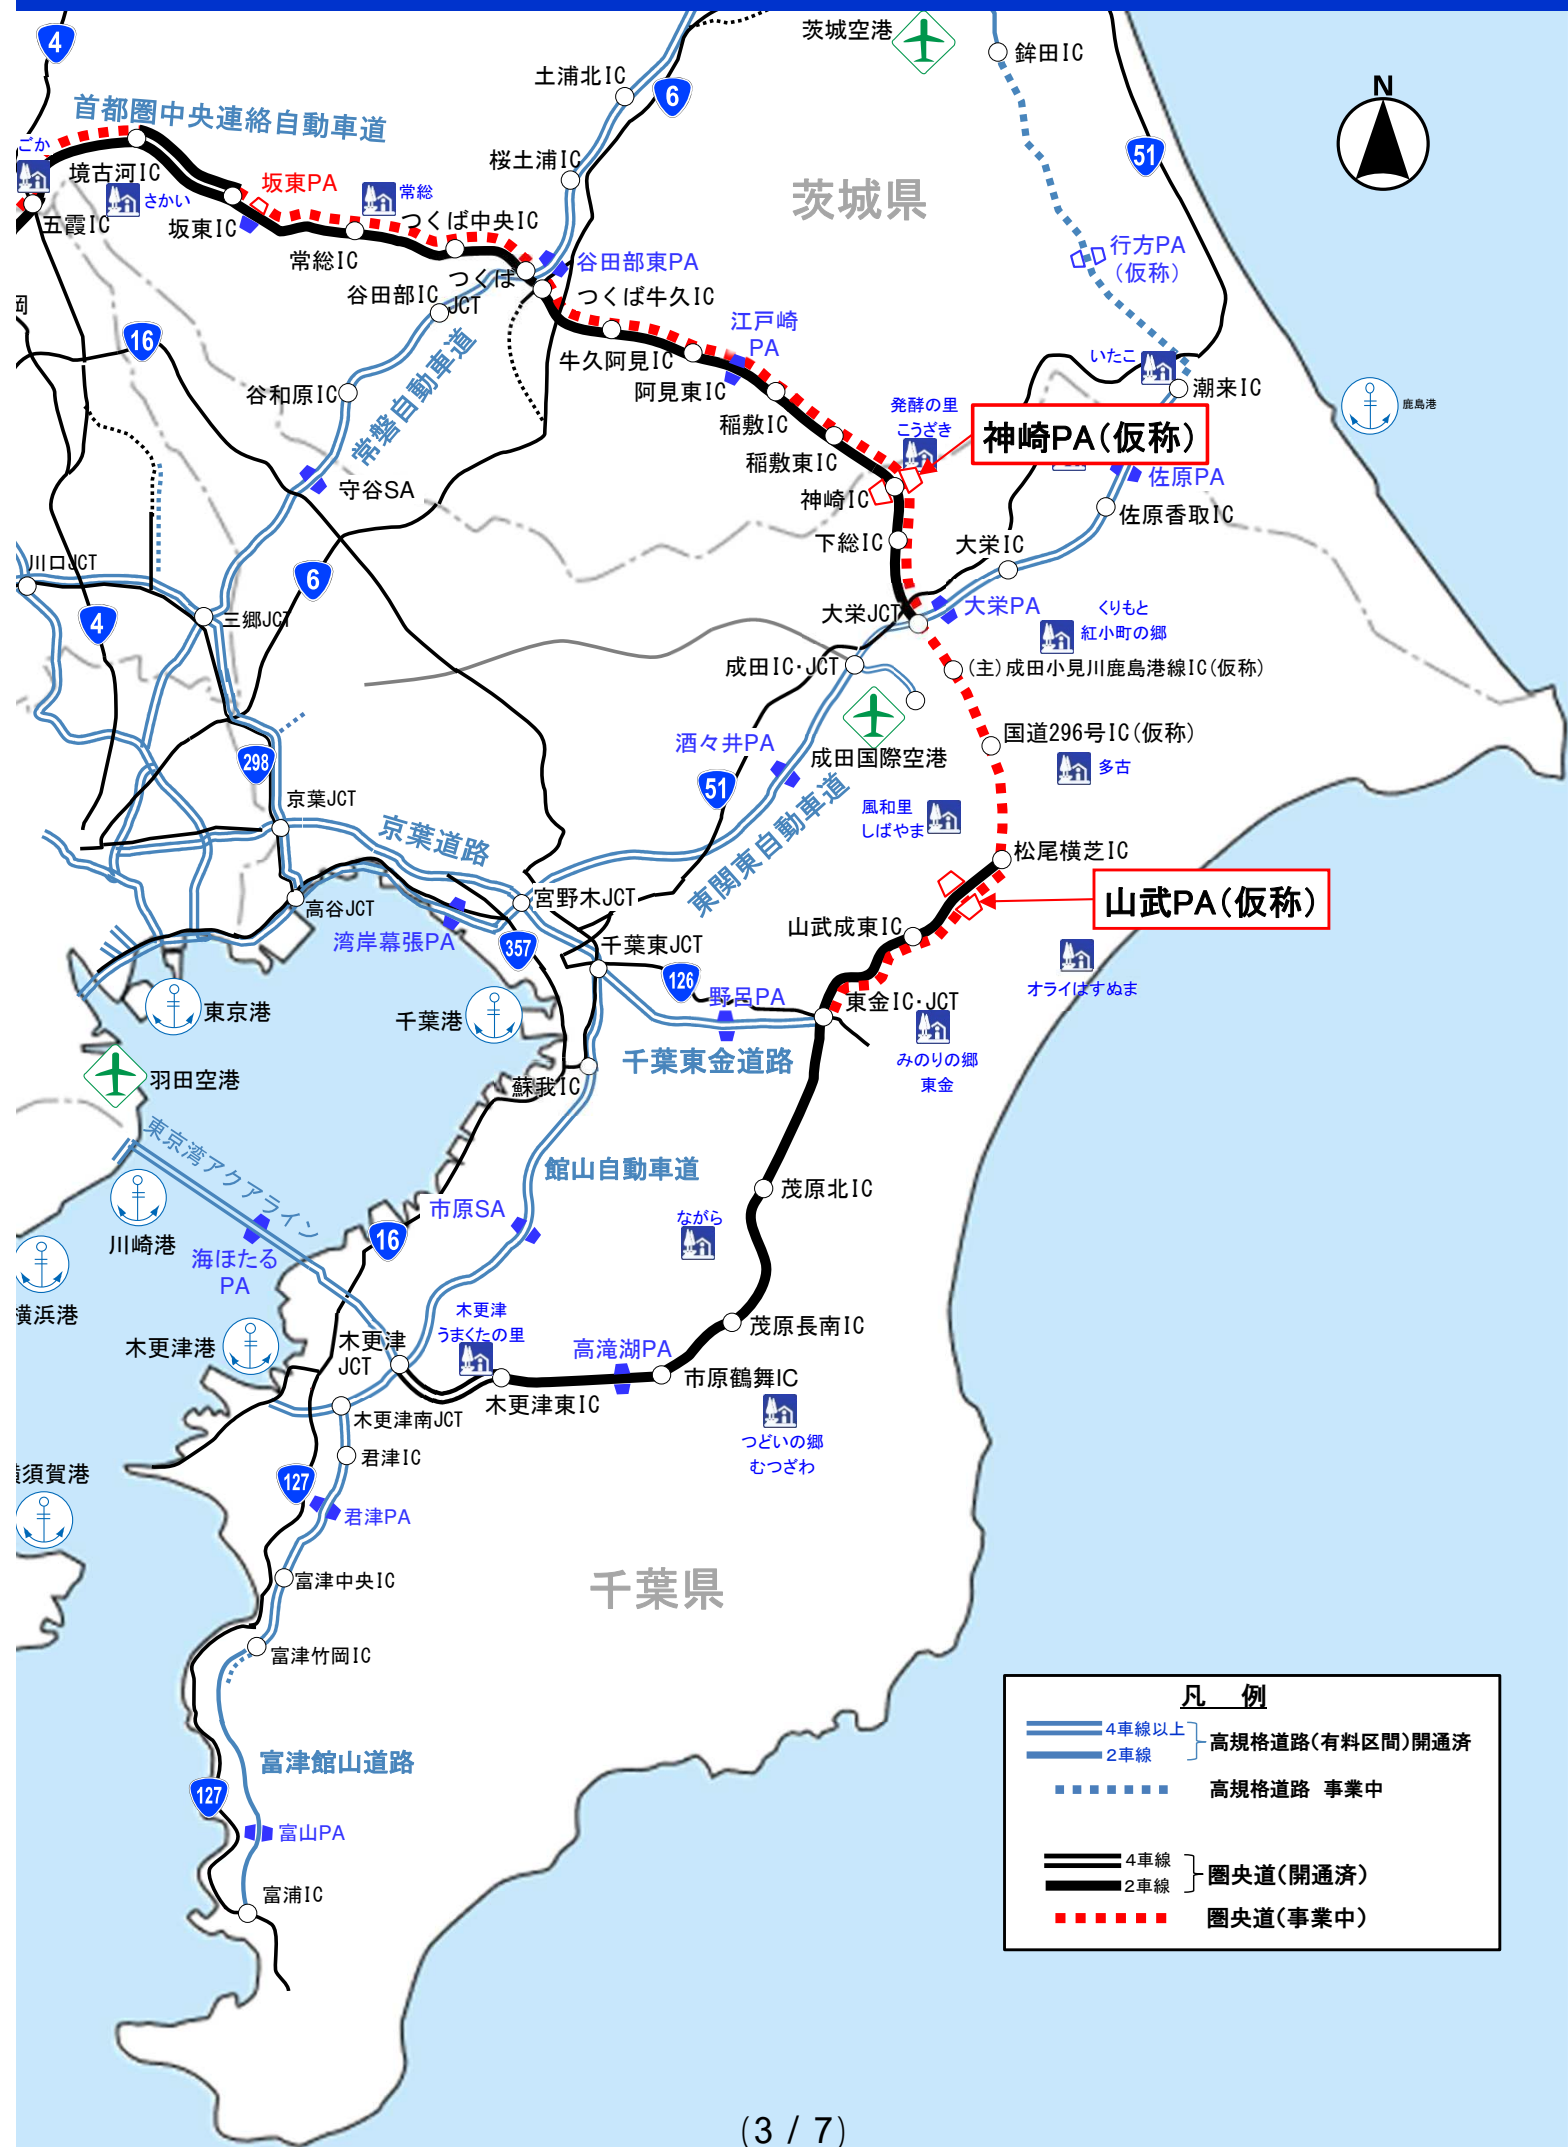 4
茨城空港
鉾田IC
土浦北IC
6
N
首都圏中央連絡自動車道
ごか
境古河IC
さかい
坂東PA
常総
桜土浦IC
51
茨城県
五霞IC
坂東IC
つくば中央IC
常総IC
谷田部東PA
行方PA
(仮称)
つくば
JCT
谷田部IC
つくば牛久IC
16
江戸崎
PA
牛久阿見IC
いたこ
潮来IC
谷和原IC
常磐自動車道
阿見東IC
発酵の里
こうざき
鹿島港
稲敷IC
神崎PA(仮称)
稲敷東IC
守谷SA
佐原PA
神崎IC
佐原香取IC
下総IC
大栄IC
川口JCT
6
4
三郷JCT
大栄JCT
大栄PA
くりもと
紅小町の郷
成田IC・JCT
(主)成田小見川鹿島港線IC(仮称)
国道296号IC(仮称)
酒々井PA
成田国際空港
298
51
多古
京葉JCT
風和里
しばやま
京葉道路
東関東自動車道
松尾横芝IC
高谷JCT
宮野木JCT
山武PA(仮称)
湾岸幕張PA
357
千葉東JCT
山武成東IC
126
オライはすぬま
野呂PA
東金IC・JCT
東京港
千葉港
千葉東金道路
みのりの郷
東金
羽田空港
蘇我IC
東京湾アクアライン
館山自動車道
茂原北IC
市原SA
ながら
川崎港
16
海ほたる
PA
横浜港
木更津
うまくたの里
茂原長南IC
木更津港
木更津
JCT
高滝湖PA
市原鶴舞IC
木更津東IC
木更津南JCT
つどいの郷
むつざわ
君津IC
須賀港
127
君津PA
富津中央IC
千葉県
富津竹岡IC
富津館山道路
127
富山PA
富浦IC
凡 例
4車線以上
2車線
高規格道路(有料区間)開通済
高規格道路 事業中
4車線
2車線
圏央道(開通済)
圏央道(事業中)
(3 / 7)